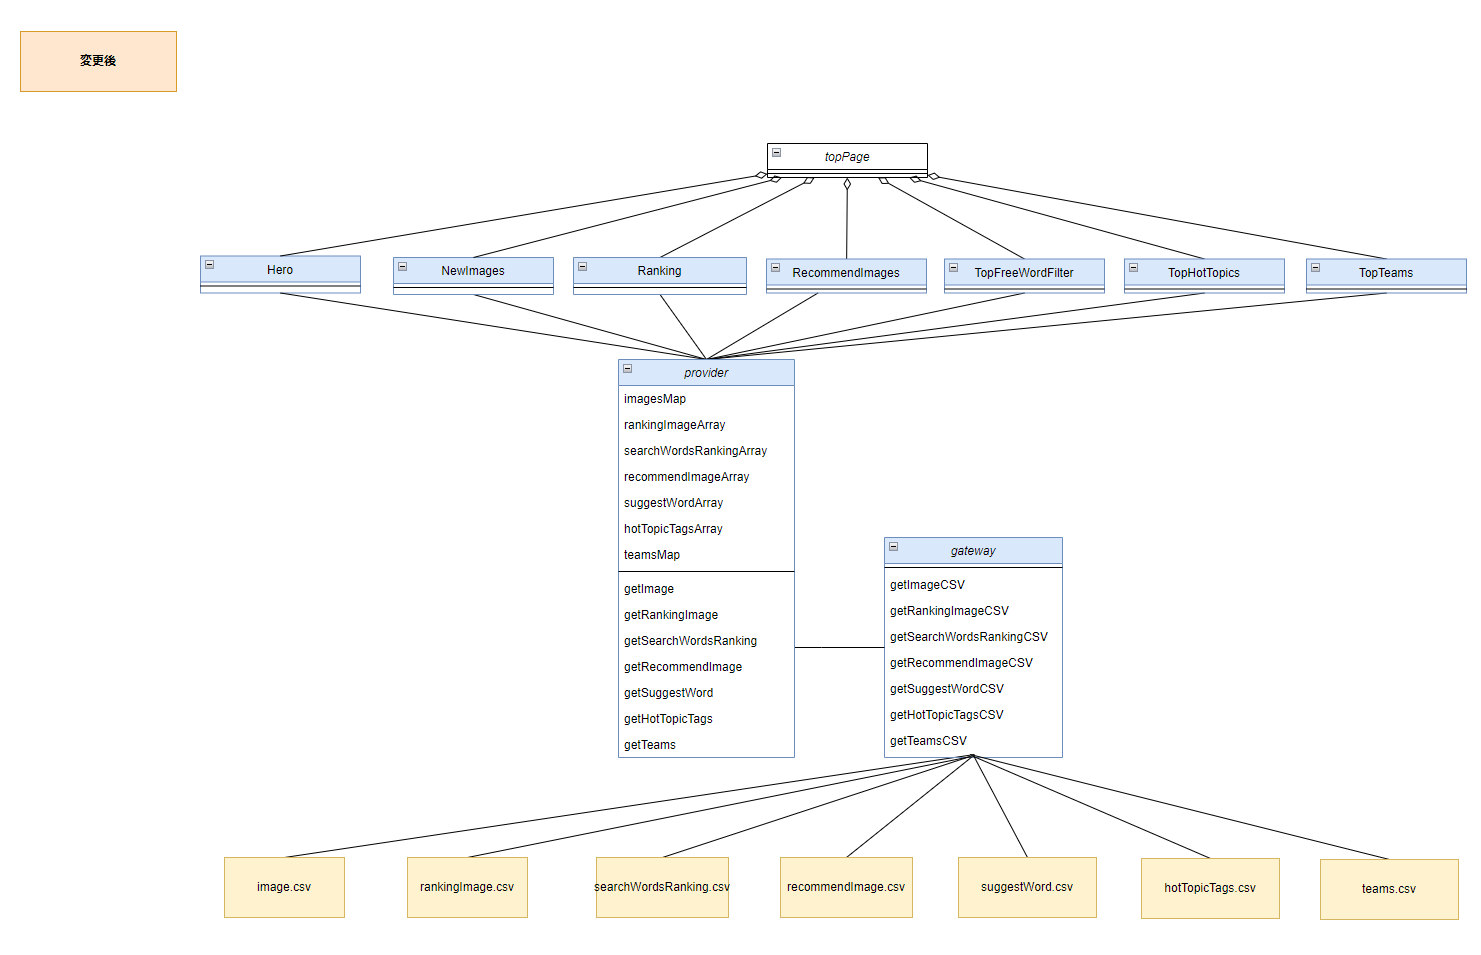 変更後
topPage
Hero
NewImages
Ranking
RecommendImages
TopFreeWordFilter
TopHotTopics
TopTeams
provider
imagesMap
rankingImageArray
searchWordsRankingArray
recommendImageArray
suggestWordArray
hotTopicTagsArray
teamsMap
getImage
getRankingImage
getSearchWordsRanking
getRecommendImage
getSuggestWord
getHotTopicTags
getTeams
gateway
getImageCSV
getRankingImageCSV
getSearchWordsRankingCSV
getRecommendImageCSV
getSuggestWordCSV
getHotTopicTagsCSV
getTeamsCSV
image.csv
rankingImage.csv
searchWordsRanking.csv
recommendImage.csv
suggestWord.csv
hotTopicTags.csv
teams.csv